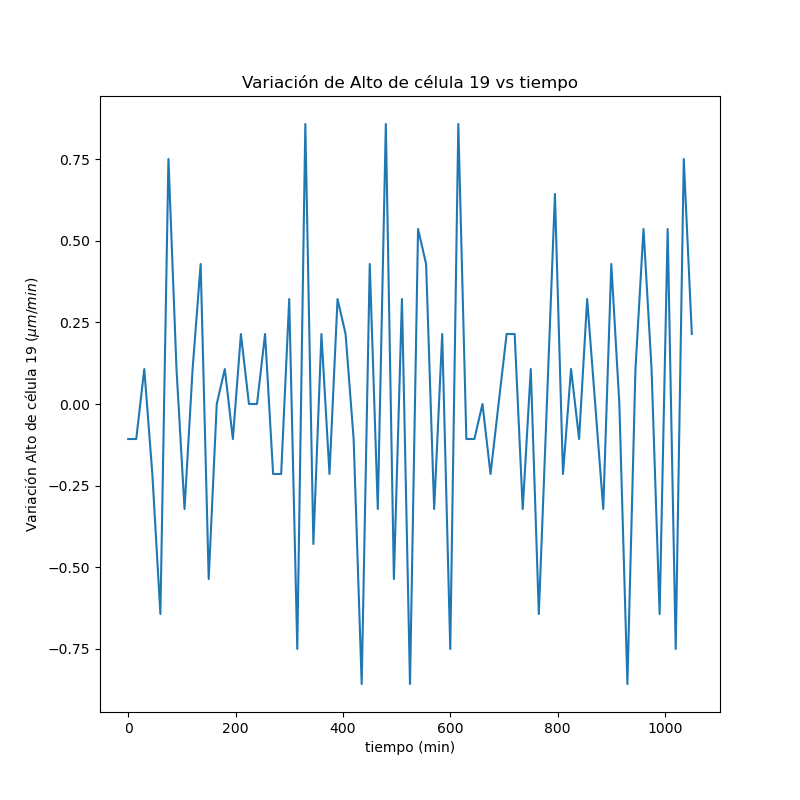 Variación de Alto de célula 19 vs tiempo
Variación Alto de célula 19 (μm/min)
0.75
0.50
0.25
0.00
−0.25
−0.50
−0.75
0 200 400 600 800 1000
tiempo (min)